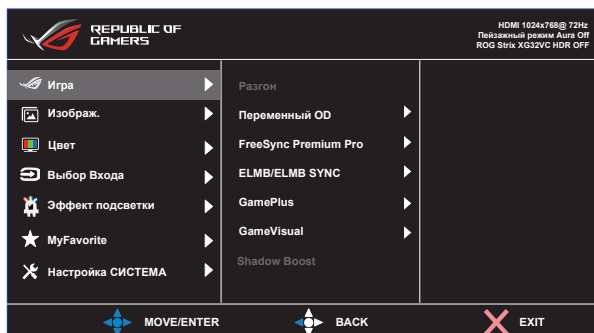 REPUBLIC OF
GAMERS
HDMI 1024x768@ 72Hz
Пейзажный режим Aura Off
ROG Strix XG32VC HDR OFF
Игра
Изображ.
Цвет
Выбор Входа
Эффект подсветки
MyFavorite
Настройка СИСТЕМА
Разгон
Переменный OD
FreeSync Premium Pro
ELMB/ELMB SYNC
GamePlus
GameVisual
Shadow Boost
MOVE/ENTER
BACK
EXIT